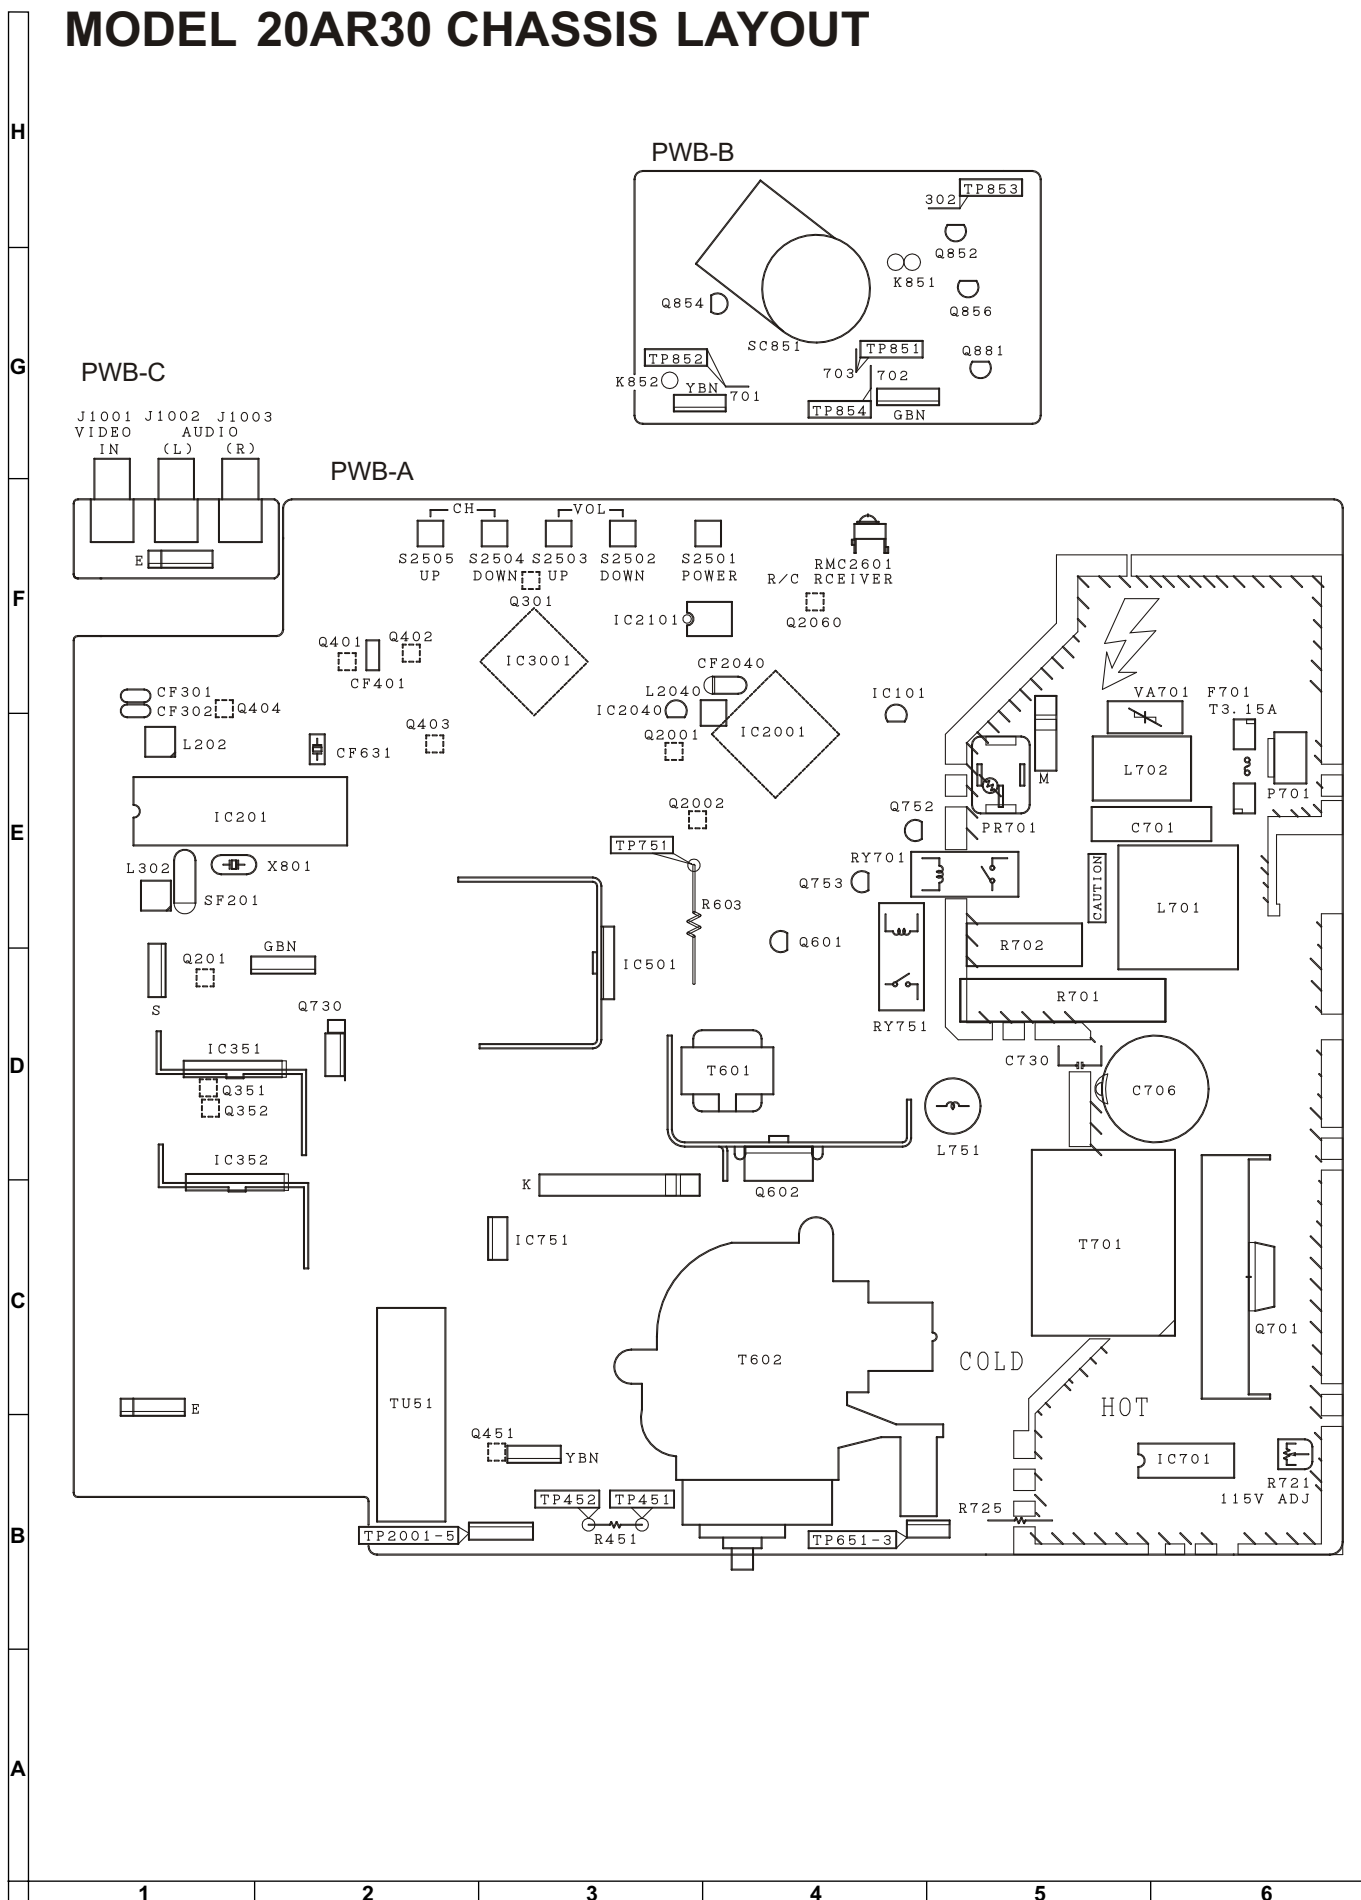 MODEL 20AR30 CHASSIS LAYOUT
H
PWB-B
TP853
302
Q852
K851
Q854
Q856
SC851
TP851
Q881
TP852
703
702
K852
YBN
701
TP854
GBN
G
PWB-C
J1001 J1002 J1003
VIDEO AUDIO
IN (L) (R)
PWB-A
E
CH VOL
S2505 S2504 S2503 S2502 S2501
UP DOWN UP DOWN POWER
RMC2601
R/C RCEIVER
F
Q301
IC2101
Q2060
Q401
Q402
CF401
IC3001
CF2040
L2040
IC101
CF301
CF302
Q404
IC2040
VA701
F701
T3.15A
L202
CF631
Q403
Q2001
IC2001
M
L702
P701
E
IC201
Q2002
Q752
PR701
C701
TP751
L302
X801
RY701
SF201
Q753
CAUTION
L701
R603
GBN
IC501
Q601
R702
Q201
S
Q730
RY751
R701
IC351
D
T601
C730
C706
Q351
Q352
L751
IC352
K
Q602
IC751
T701
C
T602
COLD
Q701
TU51
HOT
E
Q451
YBN
IC701
R721
115V ADJ
TP452
TP451
R725
B
TP2001-5
R451
TP651-3
A
1 2 3 4 5 6